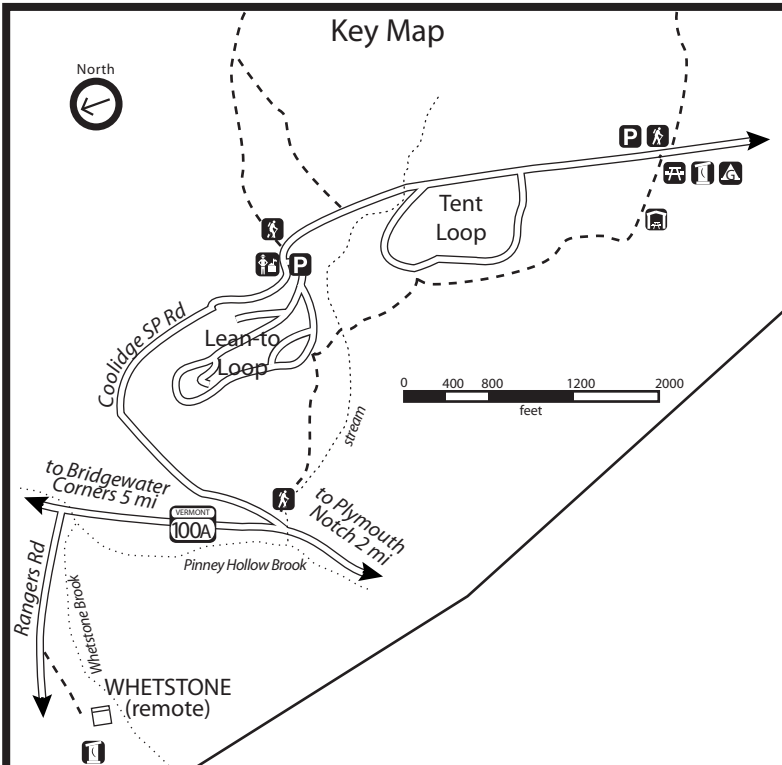 Key Map
North
P
G
Tent
Loop
P
Coolidge SP Rd
Lean-to
Loop
0 400 800 1200 2000
feet
stream
to Bridgewater
Corners 5 mi
VERMONT
100A
to Plymouth
Notch 2 mi
Pinney Hollow Brook
Rangers Rd
Whetstone Brook
WHETSTONE
(remote)